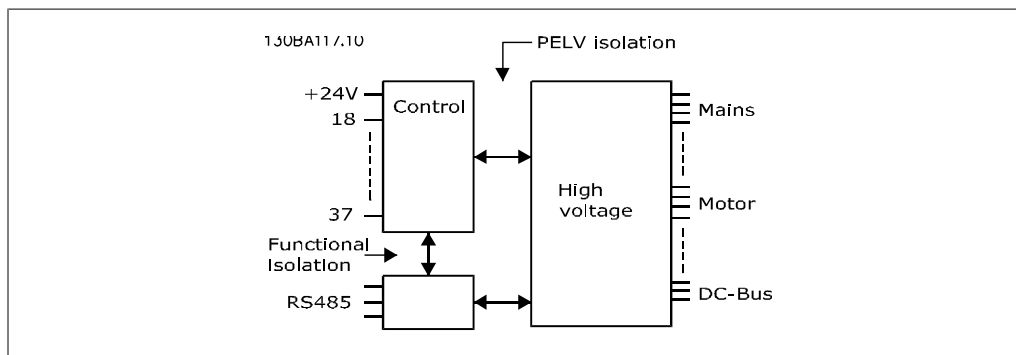 130BA117.10
PELV isolation
+24V
Control
18
Mains
High
voltage
37
Motor
Functional
isolation
RS485
DC-Bus